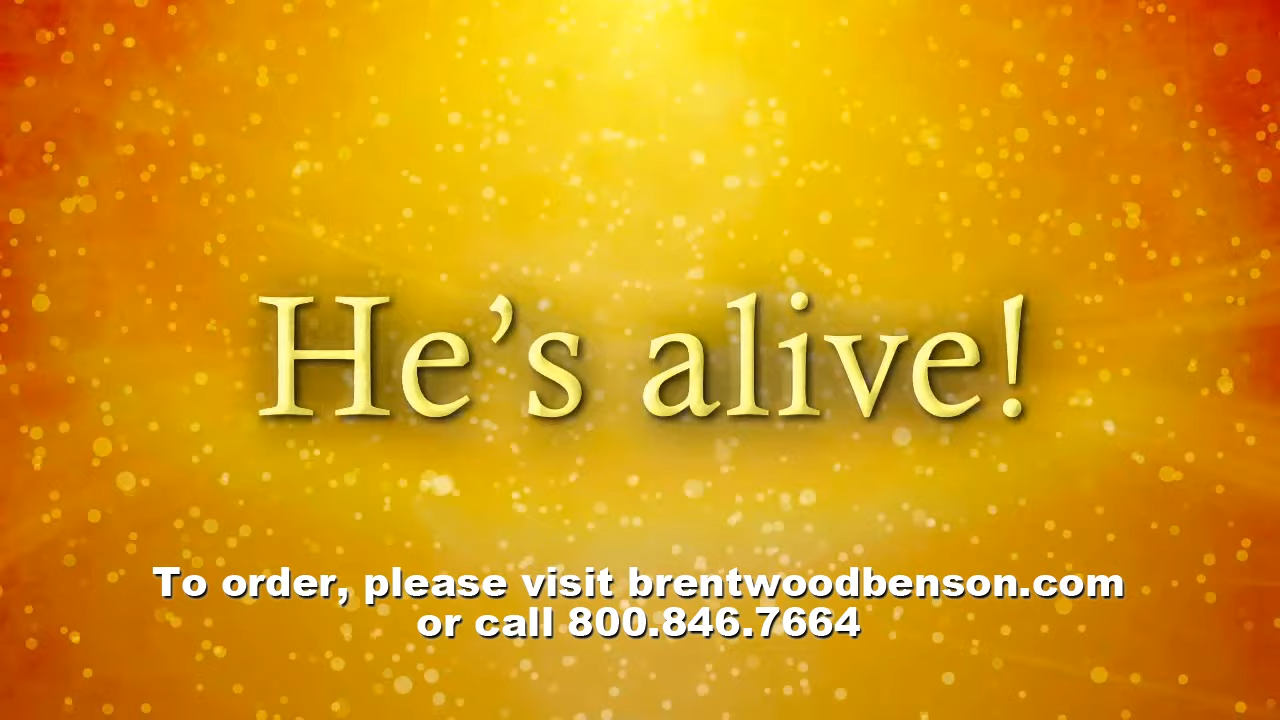 He’s alive!
To order, please visit brentwoodbenson.com
or call 800.846.7664